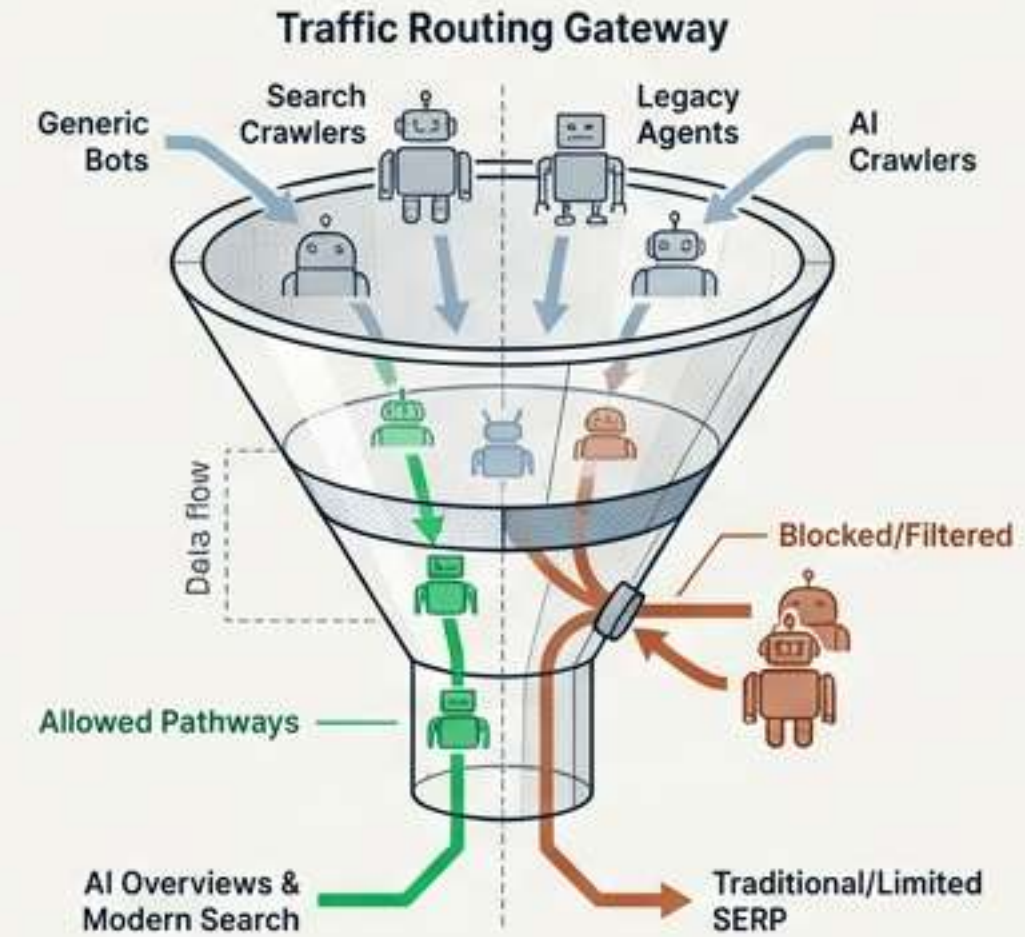 Traffic Routing Gateway
Generic
Bots
Search
Crawlers
Legacy
Agents
AI
Crawlers
Data flow
Blocked/Filtered
Allowed Pathways
AI Overviews &
Modern Search
Traditional/Limited
SERP